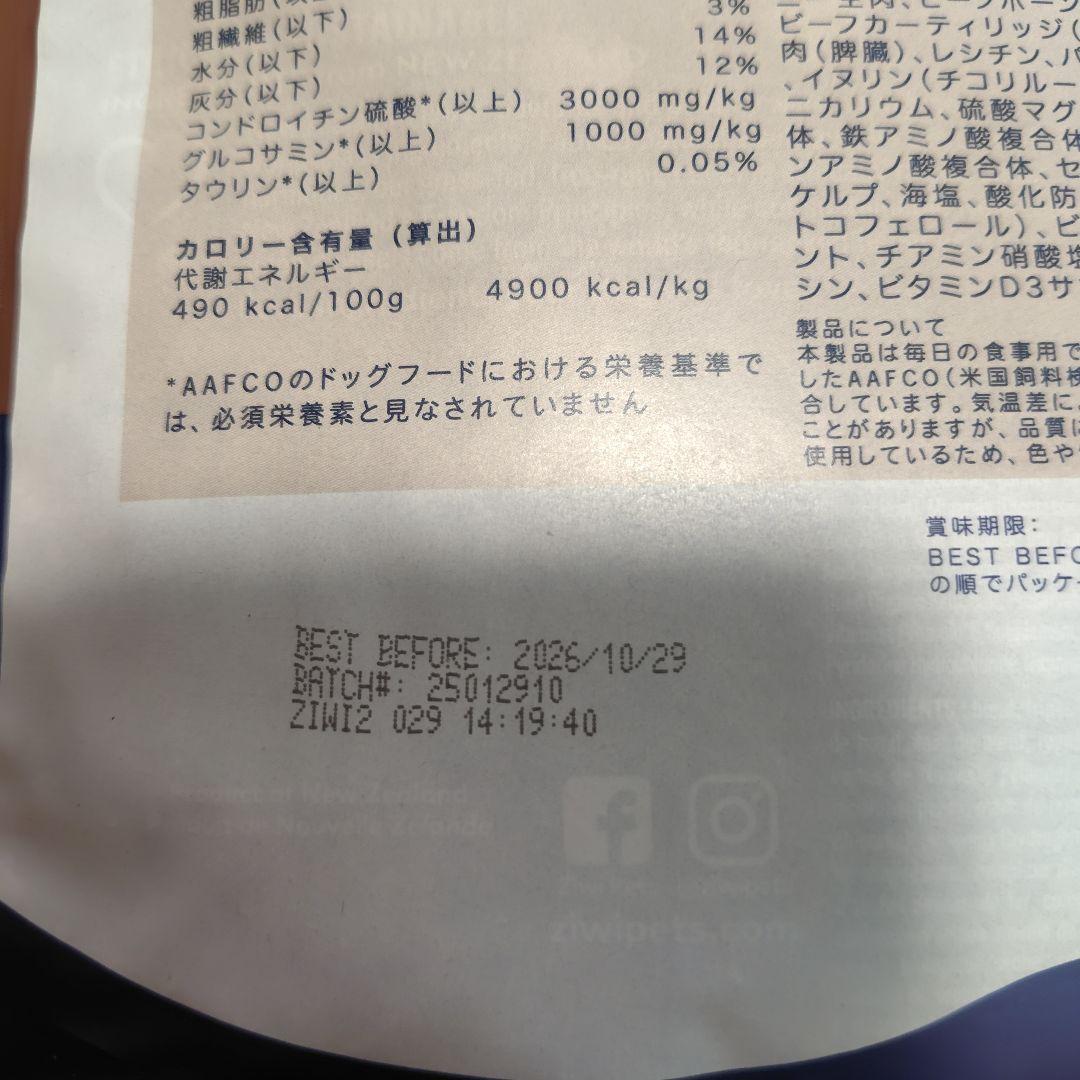 粗脂肪(以
粗繊維(以下) 3%
水分(以下) 14%
灰分(以下) 12%
コンドロイチン硫酸*(以上) 3000 mg/kg
グルコサミン*(以上) 1000 mg/kg
タウリン*(以上) 0.05%
カロリー含有量 (算出)
代謝エネルギー
490 kcal/100g 4900 kcal/kg
*AAFCOのドッグフードにおける栄養基準で
は、必須栄養素と見なされていません
ビーフカーティリッジ(
肉(脾臓)、レシチン、
、イヌリン(チコリルー
ニカリウム、硫酸マグ
体、鉄アミノ酸複合体
ンアミノ酸複合体、セ
ケルプ、海塩、酸化防
トコフェロール)、ビ
ント、チアミン硝酸塩
シン、ビタミンD3サ
製品について
本製品は毎日の食事用で
したAAFCO(米国飼料検
合しています。気温差に
ことがありますが、品質に
使用しているため、色や
賞味期限:
BEST BEFO
の順でパッケー
BEST BEFORE: 2026/10/29
BATCH#: 25012910
ZIWI2 029 14:19:40
Product of New Zealand
ziwipets.com